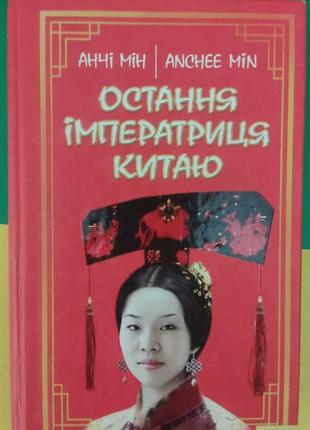 АНЧІ МІН | ANCHEE MIN
ОСТАННЯ
ІМПЕРАТРИЦЯ
КИТАЮ